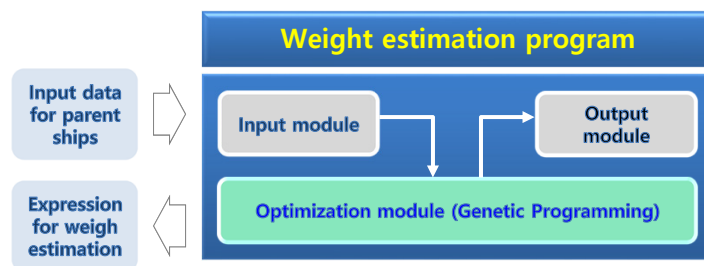 Weight estimation program
Input data
for parent
ships
Input module
Output
module
Expression
for weigh
estimation
Optimization module (Genetic Programming)